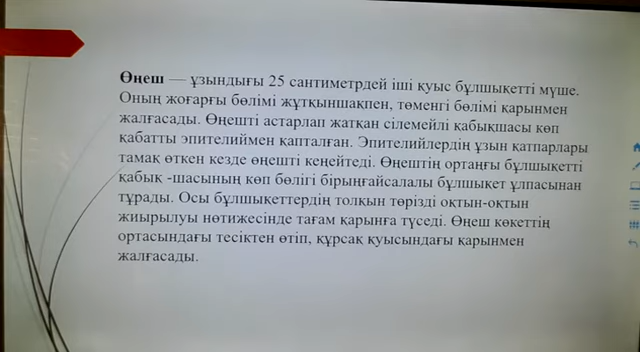 Өңеш — ұзындығы 25 сантиметрдей іші қуыс бұлшықетті мүше.
Оның жоғарғы бөлімі жұтқыншақпен, төменгі бөлімі қарынмен
жалғасады. Өңешті астарлап жатқан сілемейлі қабықшасы көп
қабатты эпителиймен қапталған. Эпителийлердің ұзын қатпарлары
тамақ өткен кезде өңешті кеңейтеді. Өңештің ортаңғы бұлшықетті
қабық -шасының көп бөлігі бірыңғайсалалы бұлшықет ұлпасынан
тұрады. Осы бұлшықеттердің толқын тәрізді оқтын-оқтын
жиырылуы нәтижесінде тағам қарынға түседі. Өңеш көкеттің
ортасындағы тесіктен өтіп, құрсақ қуысындағы қарынмен
жалғасады.